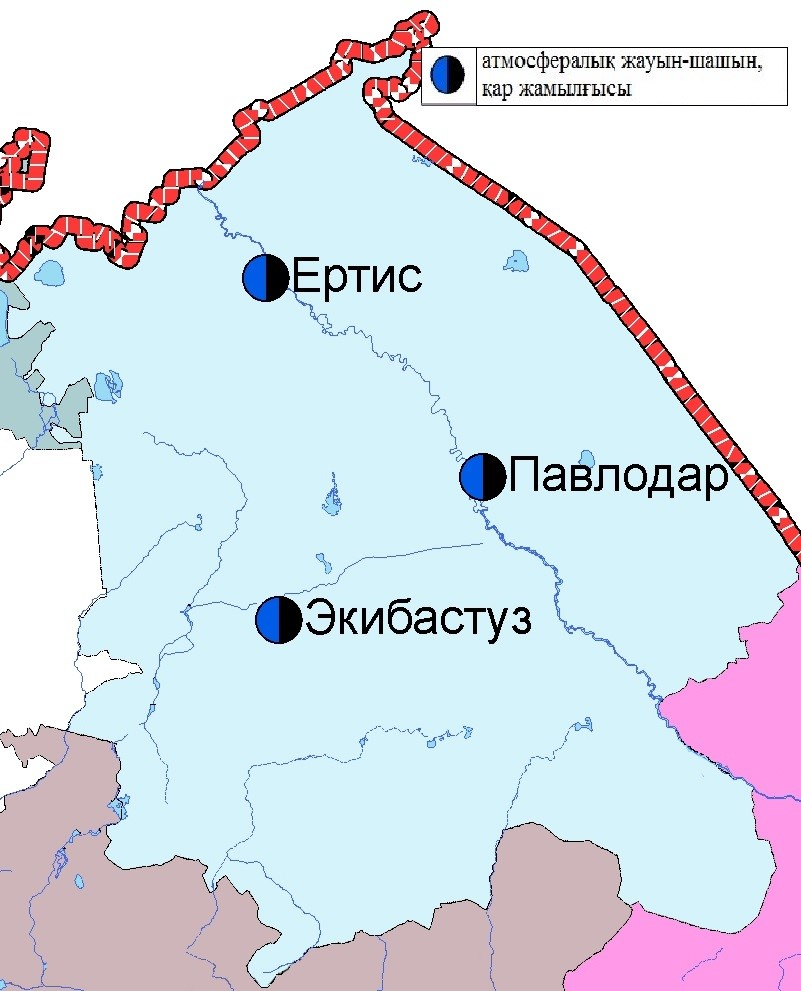 атмосфералық жауын-шашын,
қар жамылғысы
Ертис
Павлодар
Экибастуз